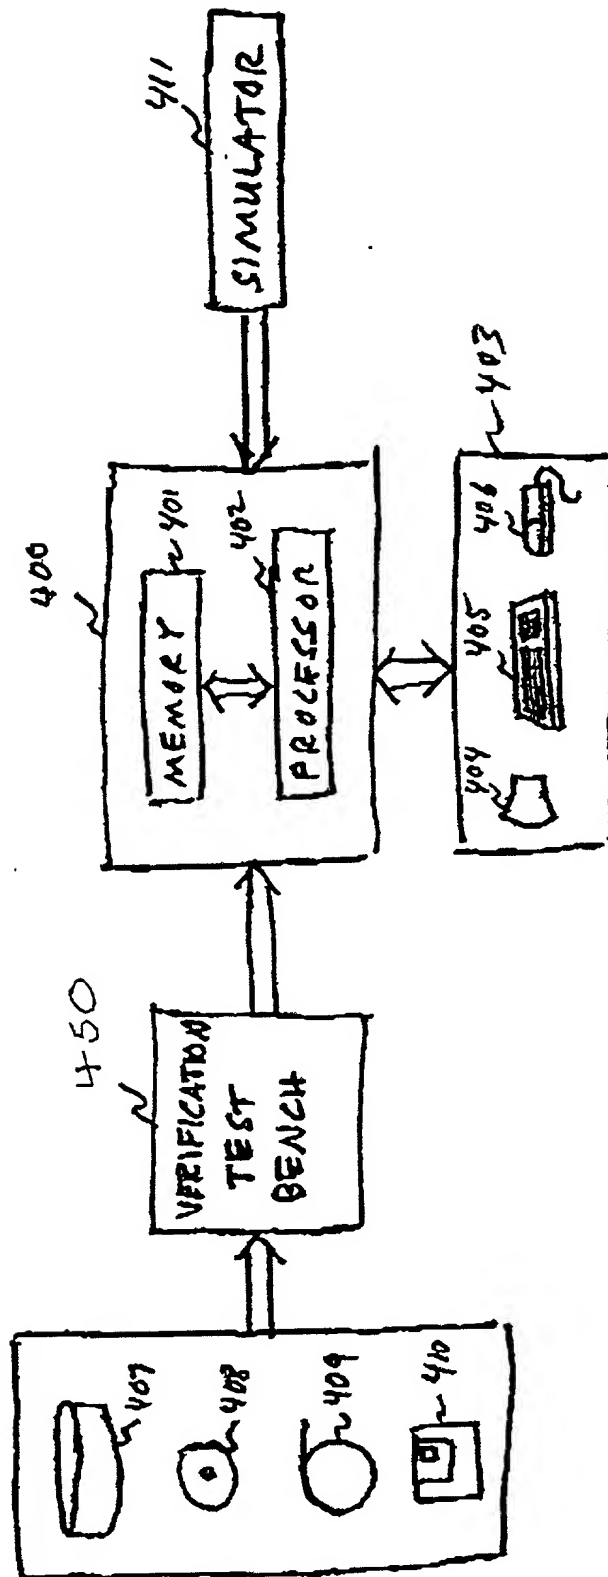 407
408
409
410
450
VERIFICATION
TEST
BENCH
400
MEMORY
401
402
PROCESSOR
411
SIMULATOR
403
404
405
406